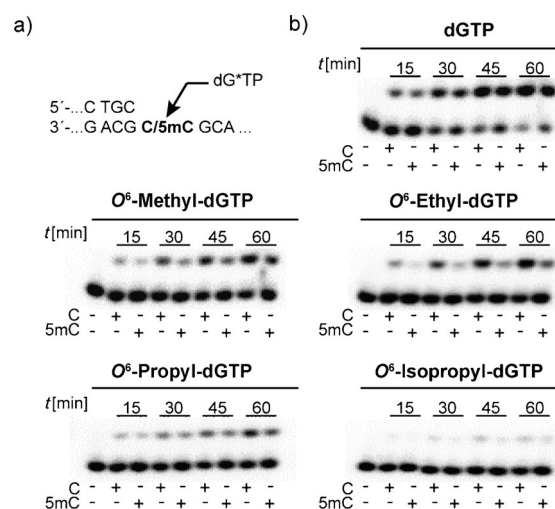 a)
dG*TP
5´-...C TGC
3´-...G ACG C/5mC GCA ...
b)
dGTP
t[min] 15 30 45 60
C - + - + - + - + -
5mC - - + - + - + - +
O⁶-Methyl-dGTP
t[min] 15 30 45 60
C - + - + - + - + -
5mC - - + - + - + - +
O⁶-Ethyl-dGTP
t[min] 15 30 45 60
C - + - + - + - + -
5mC - - + - + - + - +
O⁶-Propyl-dGTP
t[min] 15 30 45 60
C - + - + - + - + -
5mC - - + - + - + - +
O⁶-Isopropyl-dGTP
t[min] 15 30 45 60
C - + - + - + - + -
5mC - - + - + - + - +